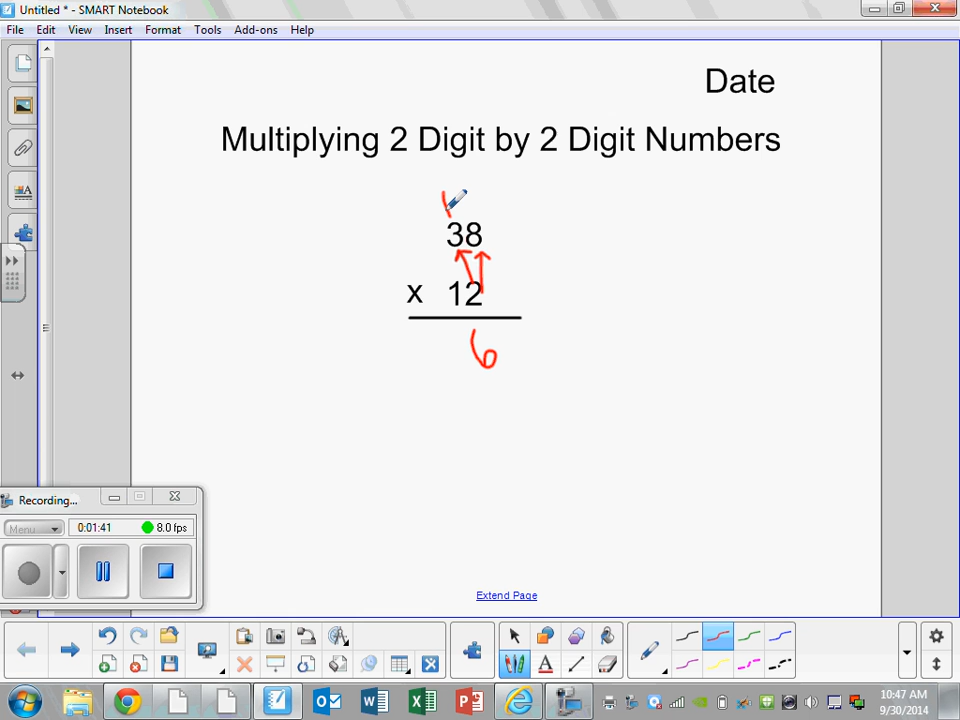 Untitled * - SMART Notebook
File Edit View Insert Format Tools Add-ons Help
Date
Multiplying 2 Digit by 2 Digit Numbers
1
38
x 12
6
Recording...
Menu 0:01:41 8.0 fps
Extend Page
10:47 AM
9/30/2014